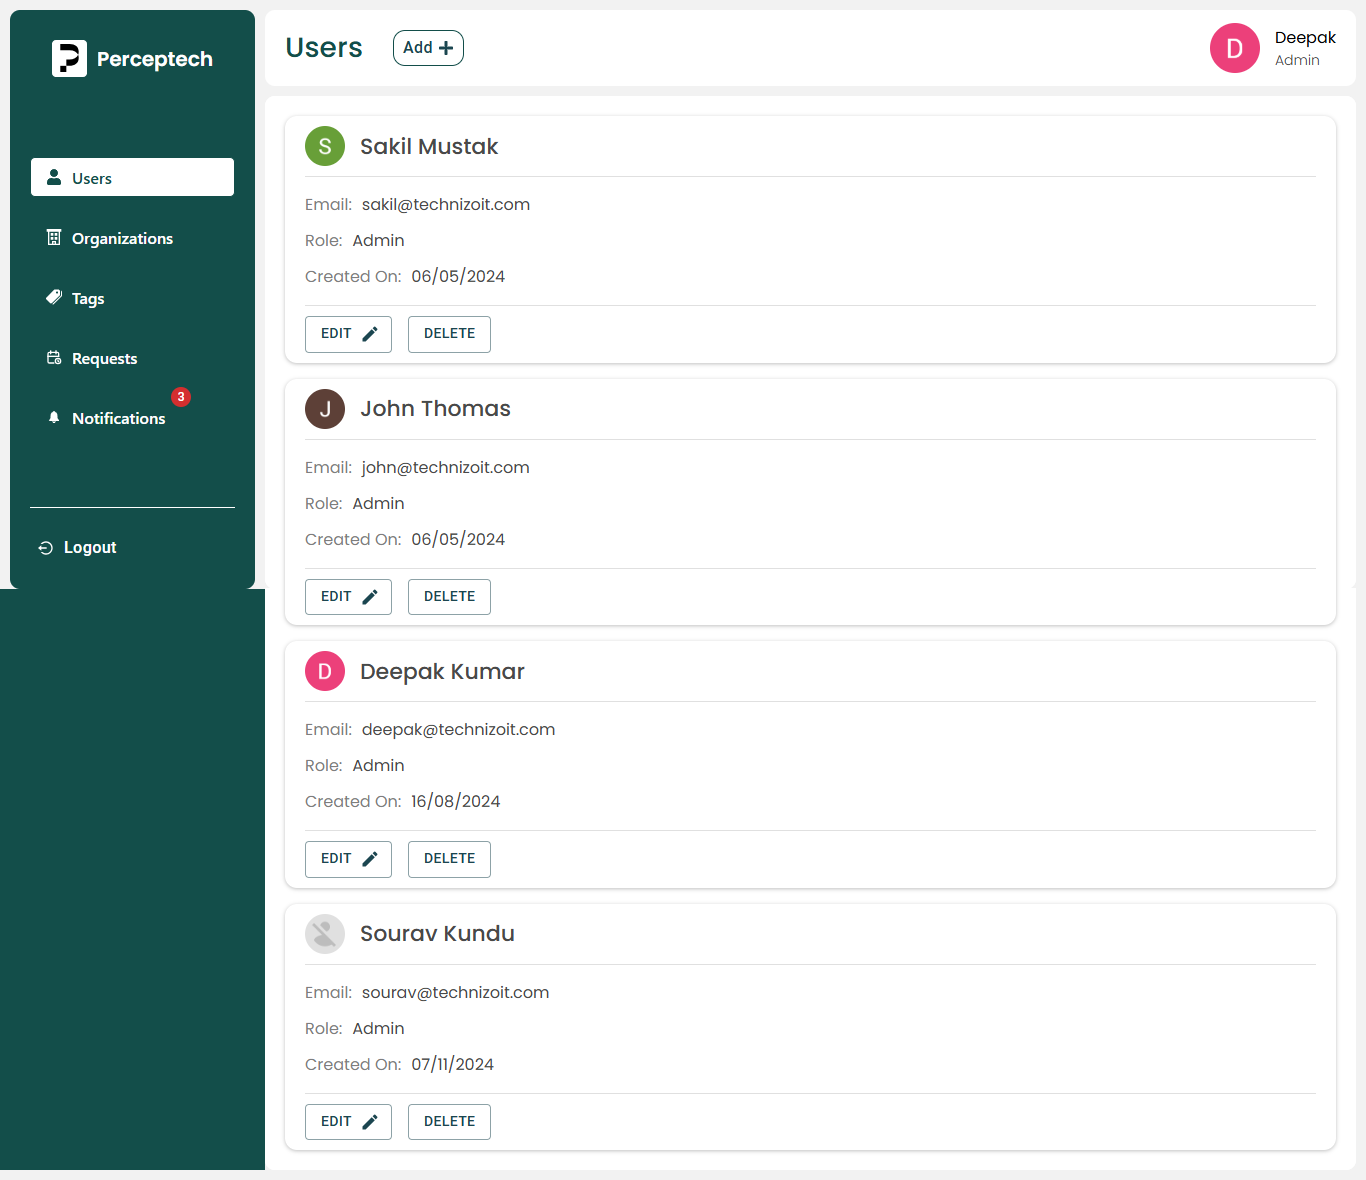 Perceptech
Users
Organizations
Tags
Requests
3
Notifications
Logout
Users
Add +
D
Deepak
Admin
S
Sakil Mustak
Email: sakil@technizoit.com
Role: Admin
Created On: 06/05/2024
EDIT
DELETE
J
John Thomas
Email: john@technizoit.com
Role: Admin
Created On: 06/05/2024
EDIT
DELETE
D
Deepak Kumar
Email: deepak@technizoit.com
Role: Admin
Created On: 16/08/2024
EDIT
DELETE
Sourav Kundu
Email: sourav@technizoit.com
Role: Admin
Created On: 07/11/2024
EDIT
DELETE